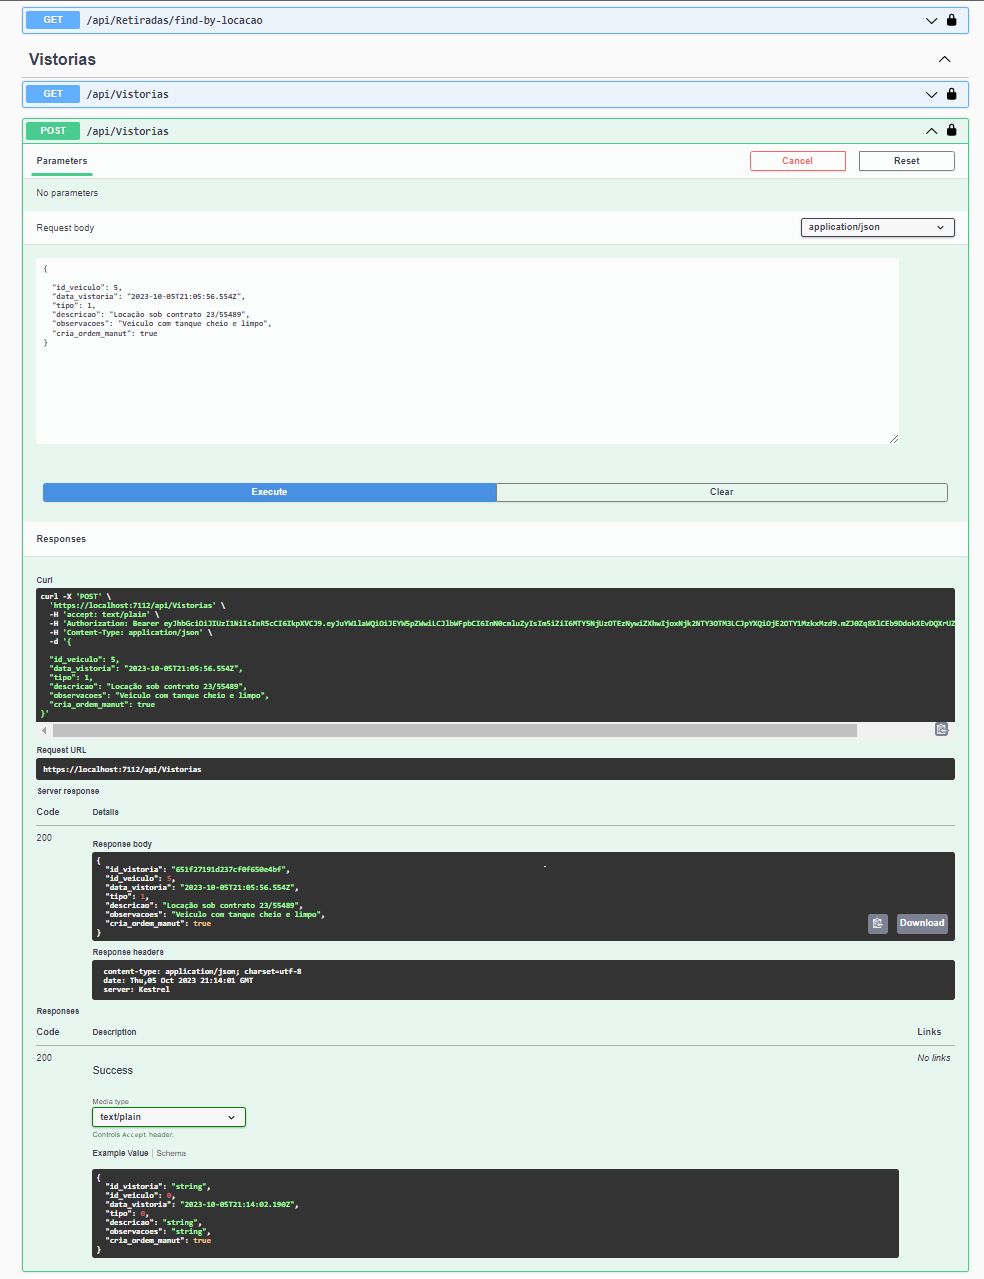 GET /api/Retiradas/find-by-locacao
Vistorias
GET /api/Vistorias
POST /api/Vistorias
Parameters Cancel Reset
No parameters
Request body application/json
{
"id_veiculo": 5,
"data_vistoria": "2023-10-05T21:05:56.554Z",
"tipo": 1,
"descricao": "Locação sob contrato 23/55489",
"observacoes": "Veiculo com tanque cheio e limpo",
"cria_ordem_manut": true
}
Execute Clear
Responses
Curl
curl -X 'POST' \
'https://localhost:7112/api/Vistorias' \
-H 'accept: text/plain' \
-H 'Authorization: Bearer
-H 'Content-Type: application/json' \
-d '{
"id_veiculo": 5,
"data_vistoria": "2023-10-05T21:05:56.554Z",
"tipo": 1,
"descricao": "Locação sob contrato 23/55489",
"observacoes": "Veiculo com tanque cheio e limpo",
"cria_ordem_manut": true
}'
Request URL
https://localhost:7112/api/Vistorias
Server response
Code Details
200
Response body
{
"id_vistoria": "651f27191d237cf0f650e4bf",
"id_veiculo": 5,
"data_vistoria": "2023-10-05T21:05:56.554Z",
"tipo": 1,
"descricao": "Locação sob contrato 23/55489",
"observacoes": "Veiculo com tanque cheio e limpo",
"cria_ordem_manut": true
}
Download
Response headers
content-type: application/json; charset=utf-8
date: Thu,05 Oct 2023 21:14:01 GMT
server: Kestrel
Responses
Code Description Links
200 No links
Success
Media type
text/plain
Controls Accept header.
Example Value | Schema
{
"id_vistoria": "string",
"id_veiculo": 0,
"data_vistoria": "2023-10-05T21:14:02.190Z",
"tipo": 0,
"descricao": "string",
"observacoes": "string",
"cria_ordem_manut": true
}